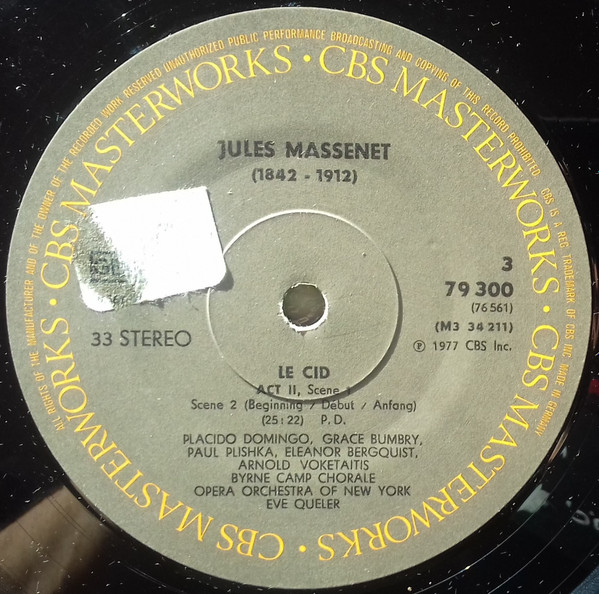 ALL RIGHTS OF THE MANUFACTURER AND OF THE OWNER OF THE RECORDED WORK RESERVED UNAUTHORIZED PUBLIC PERFORMANCE BROADCASTING AND COPYING OF THIS RECORD PROHIBITED. CBS IS A REG TRADEMARK OF CBS INC. MADE IN GERMANY
CBS MASTERWORKS • CBS MASTERWORKS • CBS MASTERWORKS • CBS MASTERWORKS •
JULES MASSENET
(1842 - 1912)
3
79 300
(76 561)
(M3 34 211)
℗ 1977 CBS Inc.
33 STEREO
LE CID
ACT II, Scene
Scene 2 (Beginning / Début / Anfang)
(25:22) P.D.
PLACIDO DOMINGO, GRACE BUMBRY,
PAUL PLISHKA, ELEANOR BERGQUIST,
ARNOLD VOKETAITIS
BYRNE CAMP CHORALE
OPERA ORCHESTRA OF NEW YORK
EVE QUELER